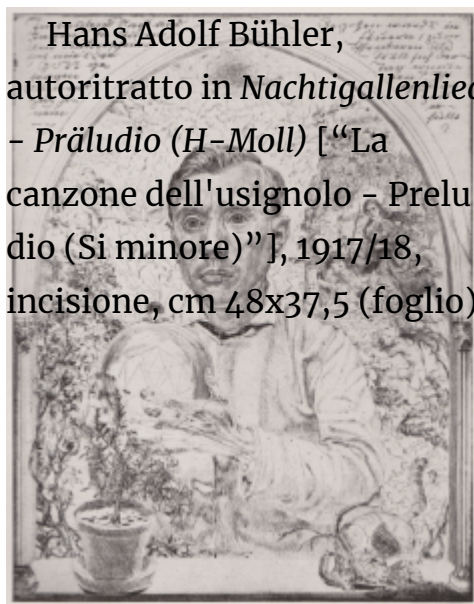 Hans Adolf Bühler,
autoritratto in Nachtigallenlied
- Präludio (H-Moll) [“La
canzone dell'usignolo - Prelu
dio (Si minore)”], 1917/18,
incisione, cm 48x37,5 (foglio)